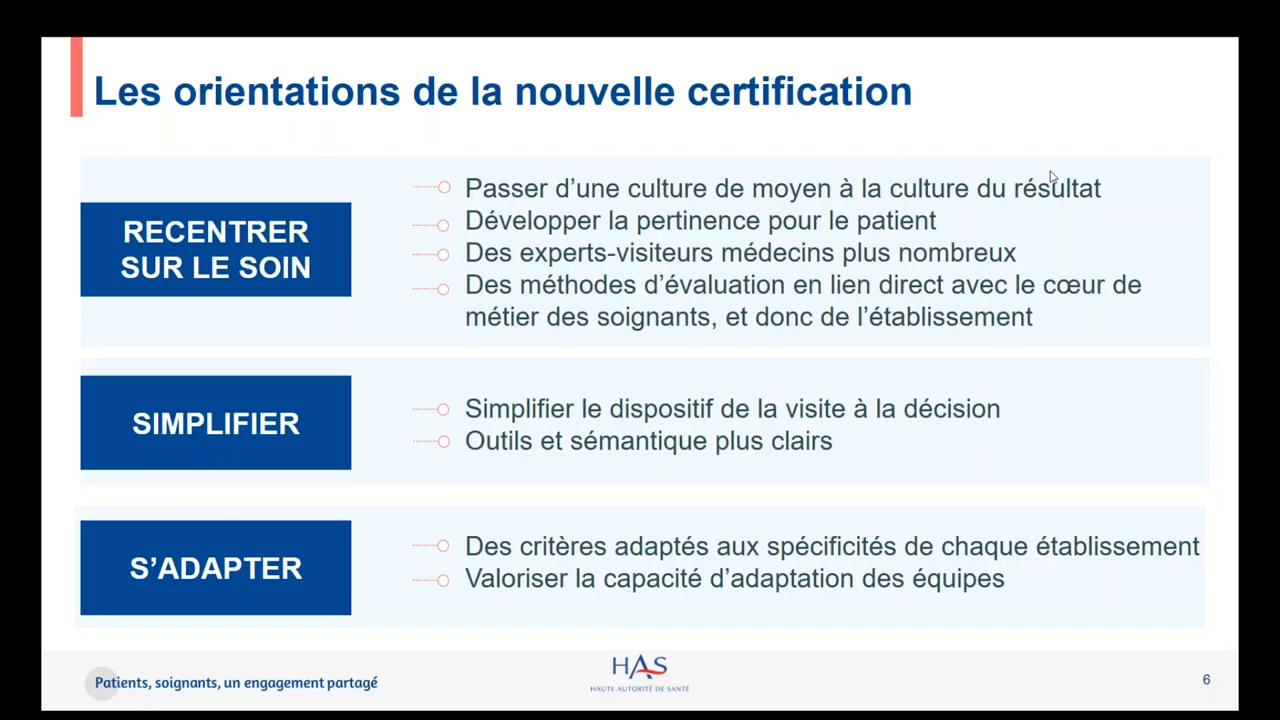 Les orientations de la nouvelle certification
RECENTRER
SUR LE SOIN
Passer d’une culture de moyen à la culture du résultat
Développer la pertinence pour le patient
Des experts-visiteurs médecins plus nombreux
Des méthodes d’évaluation en lien direct avec le cœur de
métier des soignants, et donc de l’établissement
SIMPLIFIER
Simplifier le dispositif de la visite à la décision
Outils et sémantique plus clairs
S’ADAPTER
Des critères adaptés aux spécificités de chaque établissement
Valoriser la capacité d’adaptation des équipes
Patients, soignants, un engagement partagé
HAS
HAUTE AUTORITÉ DE SANTÉ
6